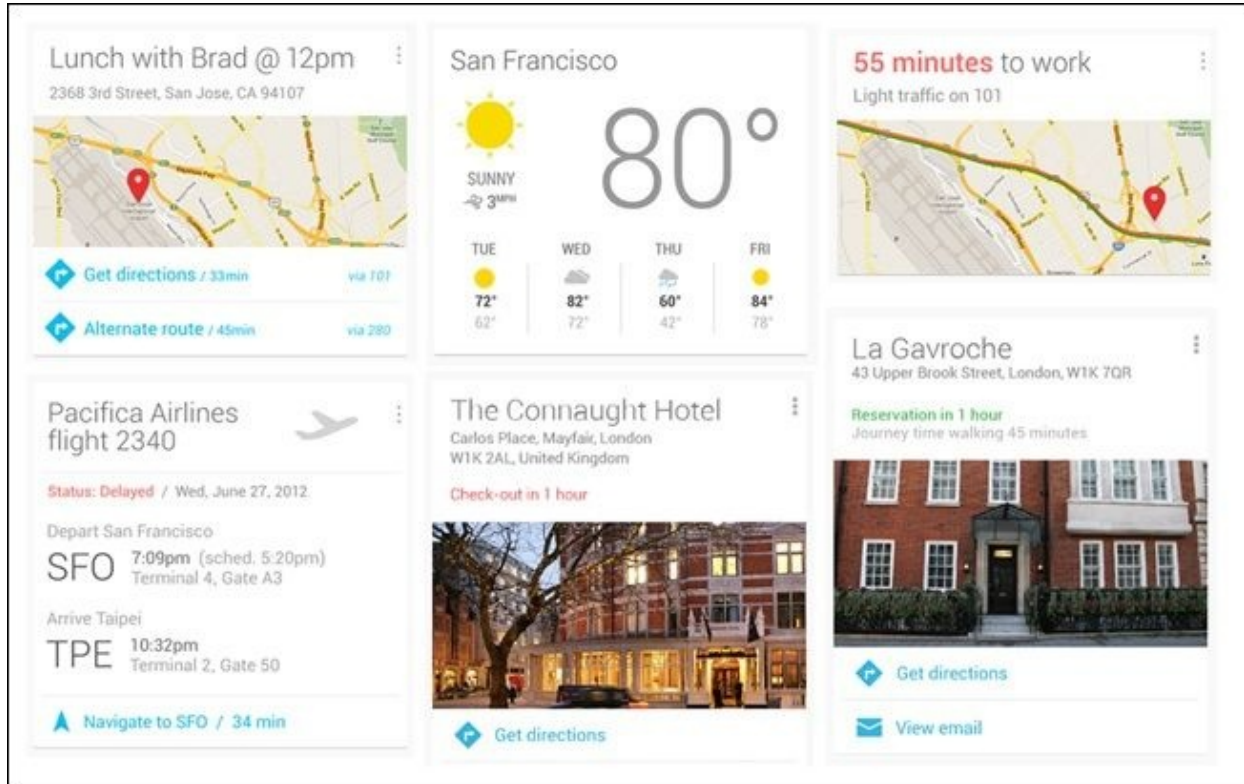 Lunch with Brad @ 12pm
2368 3rd Street, San Jose, CA 94107
Get directions / 33min via 101
Alternate route / 45min via 280
Pacifica Airlines
flight 2340
Status: Delayed / Wed, June 27, 2012
Depart San Francisco
SFO 7:09pm (sched. 5:20pm)
Terminal 4, Gate A3
Arrive Taipei
TPE 10:32pm
Terminal 2, Gate 50
Navigate to SFO / 34 min
San Francisco
80°
SUNNY
3 MPH
TUE WED THU FRI
72° 82° 60° 84°
62° 72° 42° 78°
The Connaught Hotel
Carlos Place, Mayfair, London
W1K 2AL, United Kingdom
Check-out in 1 hour
Get directions
55 minutes to work
Light traffic on 101
La Gavroche
43 Upper Brook Street, London, W1K 7QR
Reservation in 1 hour
Journey time walking 45 minutes
Get directions
View email